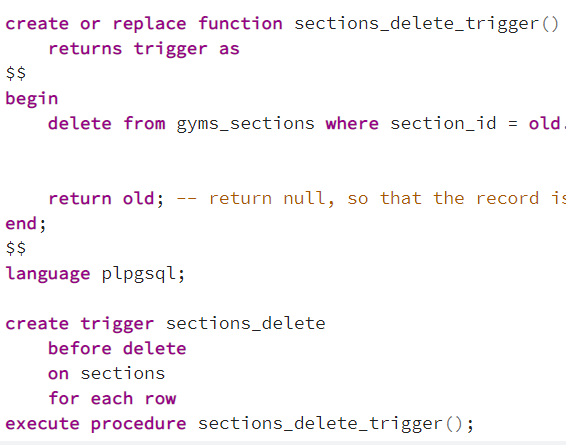 create or replace function sections_delete_trigger()
    returns trigger as
$$
begin
    delete from gyms_sections where section_id = old.
    return old; -- return null, so that the record is
end;
$$
language plpgsql;
create trigger sections_delete
    before delete
    on sections
    for each row
execute procedure sections_delete_trigger();